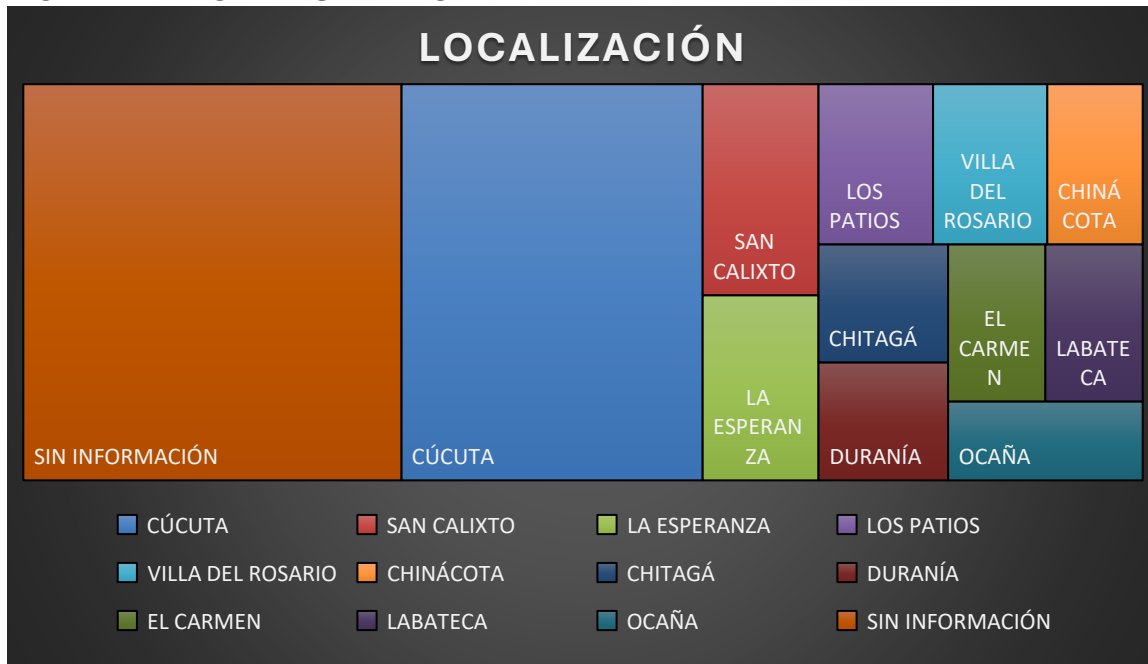 LOCALIZACIÓN
SIN INFORMACIÓN
CÚCUTA
SAN
CALIXTO
LA
ESPERAN
ZA
LOS
PATIOS
VILLA
DEL
ROSARIO
CHINÁ
COTA
CHITAGÁ
DURANÍA
EL
CARME
N
LABATE
CA
OCAÑA
CÚCUTA
SAN CALIXTO
LA ESPERANZA
LOS PATIOS
VILLA DEL ROSARIO
CHINÁCOTA
CHITAGÁ
DURANÍA
EL CARMEN
LABATECA
OCAÑA
SIN INFORMACIÓN